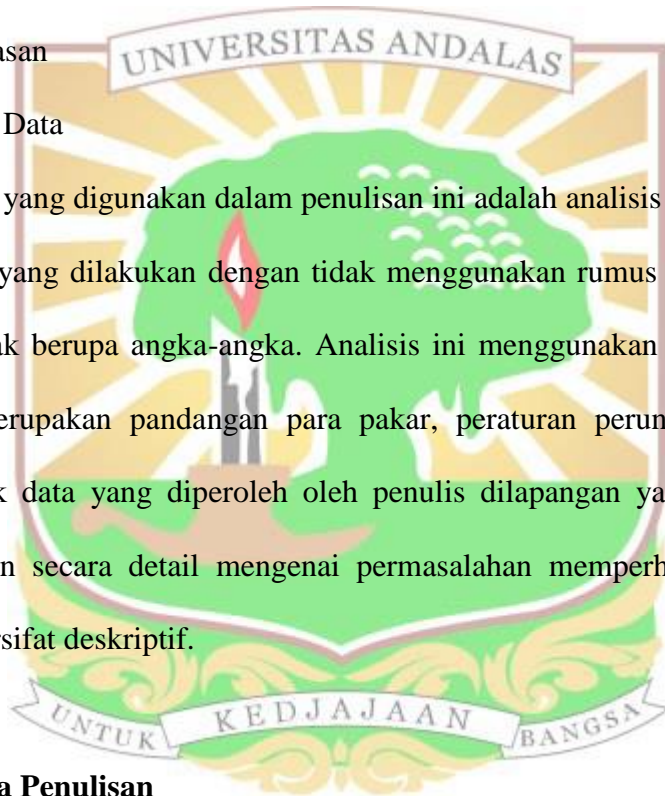 asan
UNIVERSITAS ANDALAS
Data
yang digunakan dalam penulisan ini adalah analisis
yang dilakukan dengan tidak menggunakan rumus
ak berupa angka-angka. Analisis ini menggunakan
erupakan pandangan para pakar, peraturan perun
k data yang diperoleh oleh penulis dilapangan ya
n secara detail mengenai permasalahan memperh
rsifat deskriptif.
UNTUK KEDJAJAAN BANGSA
a Penulisan